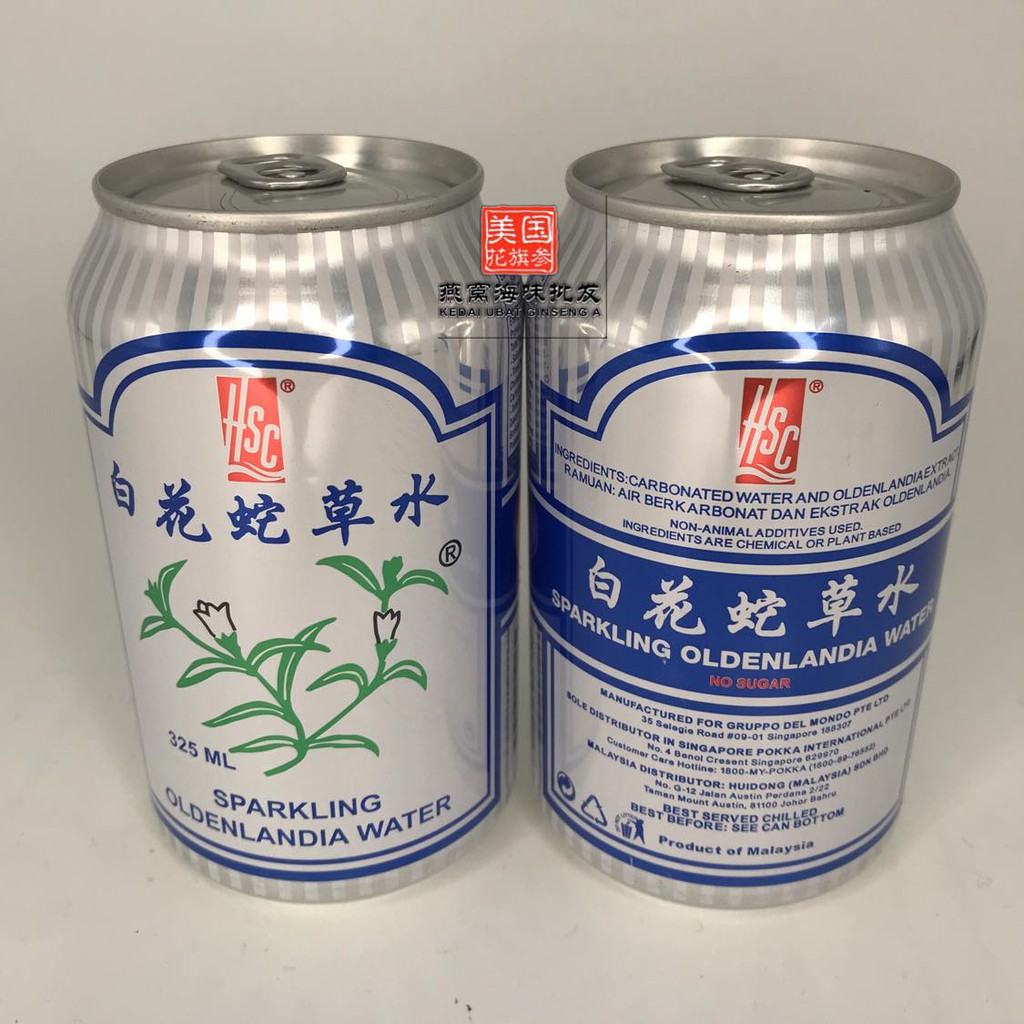 美国
花旗参
燕窝海味批发
KEDAI UBAT GINSENG A
HSC®
白花蛇草水
®
325 ML
SPARKLING
OLDENLANDIA WATER
HSC®
INGREDIENTS:CARBONATED WATER AND OLDENLANDIA EXTRACT
RAMUAN: AIR BERKARBONAT DAN EKSTRAK OLDENLANDIA
NON-ANIMAL ADDITIVES USED.
INGREDIENTS ARE CHEMICAL OR PLANT BASED
白花蛇草水
SPARKLING OLDENLANDIA WATER
NO SUGAR
MANUFACTURED FOR GRUPPO DEL MONDO PTE LTD
35 Selegie Road #09-01 Singapore 188307
SOLE DISTRIBUTOR IN SINGAPORE POKKA INTERNATIONAL PTE LTD
No. 4 Benoi Cresent Singapore 629970
Customer Care Hotline: 1800-MY-POKKA (1800-69-76552)
MALAYSIA DISTRIBUTOR: HUIDONG (MALAYSIA) SDN BHD
No. G-12 Jalan Austin Perdana 2/22
Taman Mount Austin, 81100 Johor Bahru
BEST SERVED CHILLED
BEST BEFORE: SEE CAN BOTTOM
Product of Malaysia